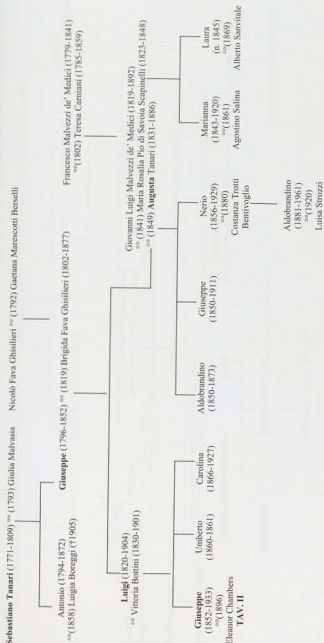 Sebastiano Tanari (1771-1809) °° (1793) Giulia Malvasia
Nicolò Fava Ghisilieri °° (1792) Gaetana Marescotti Berselli
Francesco Malvezzi de' Medici (1779-1841)
°°(1802) Teresa Carniani (1785-1859)
Antonio (1794-1872)
°°(1858) Luigia Boreggi (†1905)
Giuseppe (1796-1852) °° (1819) Brigida Fava Ghisilieri (1802-1877)
Giovanni Luigi Malvezzi de' Medici (1819-1892)
°° (1841) Maria Rosalia Pio di Savoia Scapinelli (1823-1848)
°° (1849) Augusta Tanari (1831-1886)
Luigi (1820-1904)
°° Vittoria Bottini (1830-1901)
Giuseppe
(1852-1933)
°°(1896)
Eleanor Chambers
TAV. II
Umberto
(1860-1861)
Carolina
(1866-1927)
Aldobrandino
(1850-1873)
Giuseppe
(1850-1911)
Nerio
(1856-1929)
°°(1880)
Costanza Trotti
Bentivoglio
Marianna
(1843-1920)
°°(1861)
Agostino Salina
Laura
(n. 1845)
°°(1869)
Alberto Sanvitale
Aldobrandino
(1881-1961)
°°(1920)
Luisa Strozzi